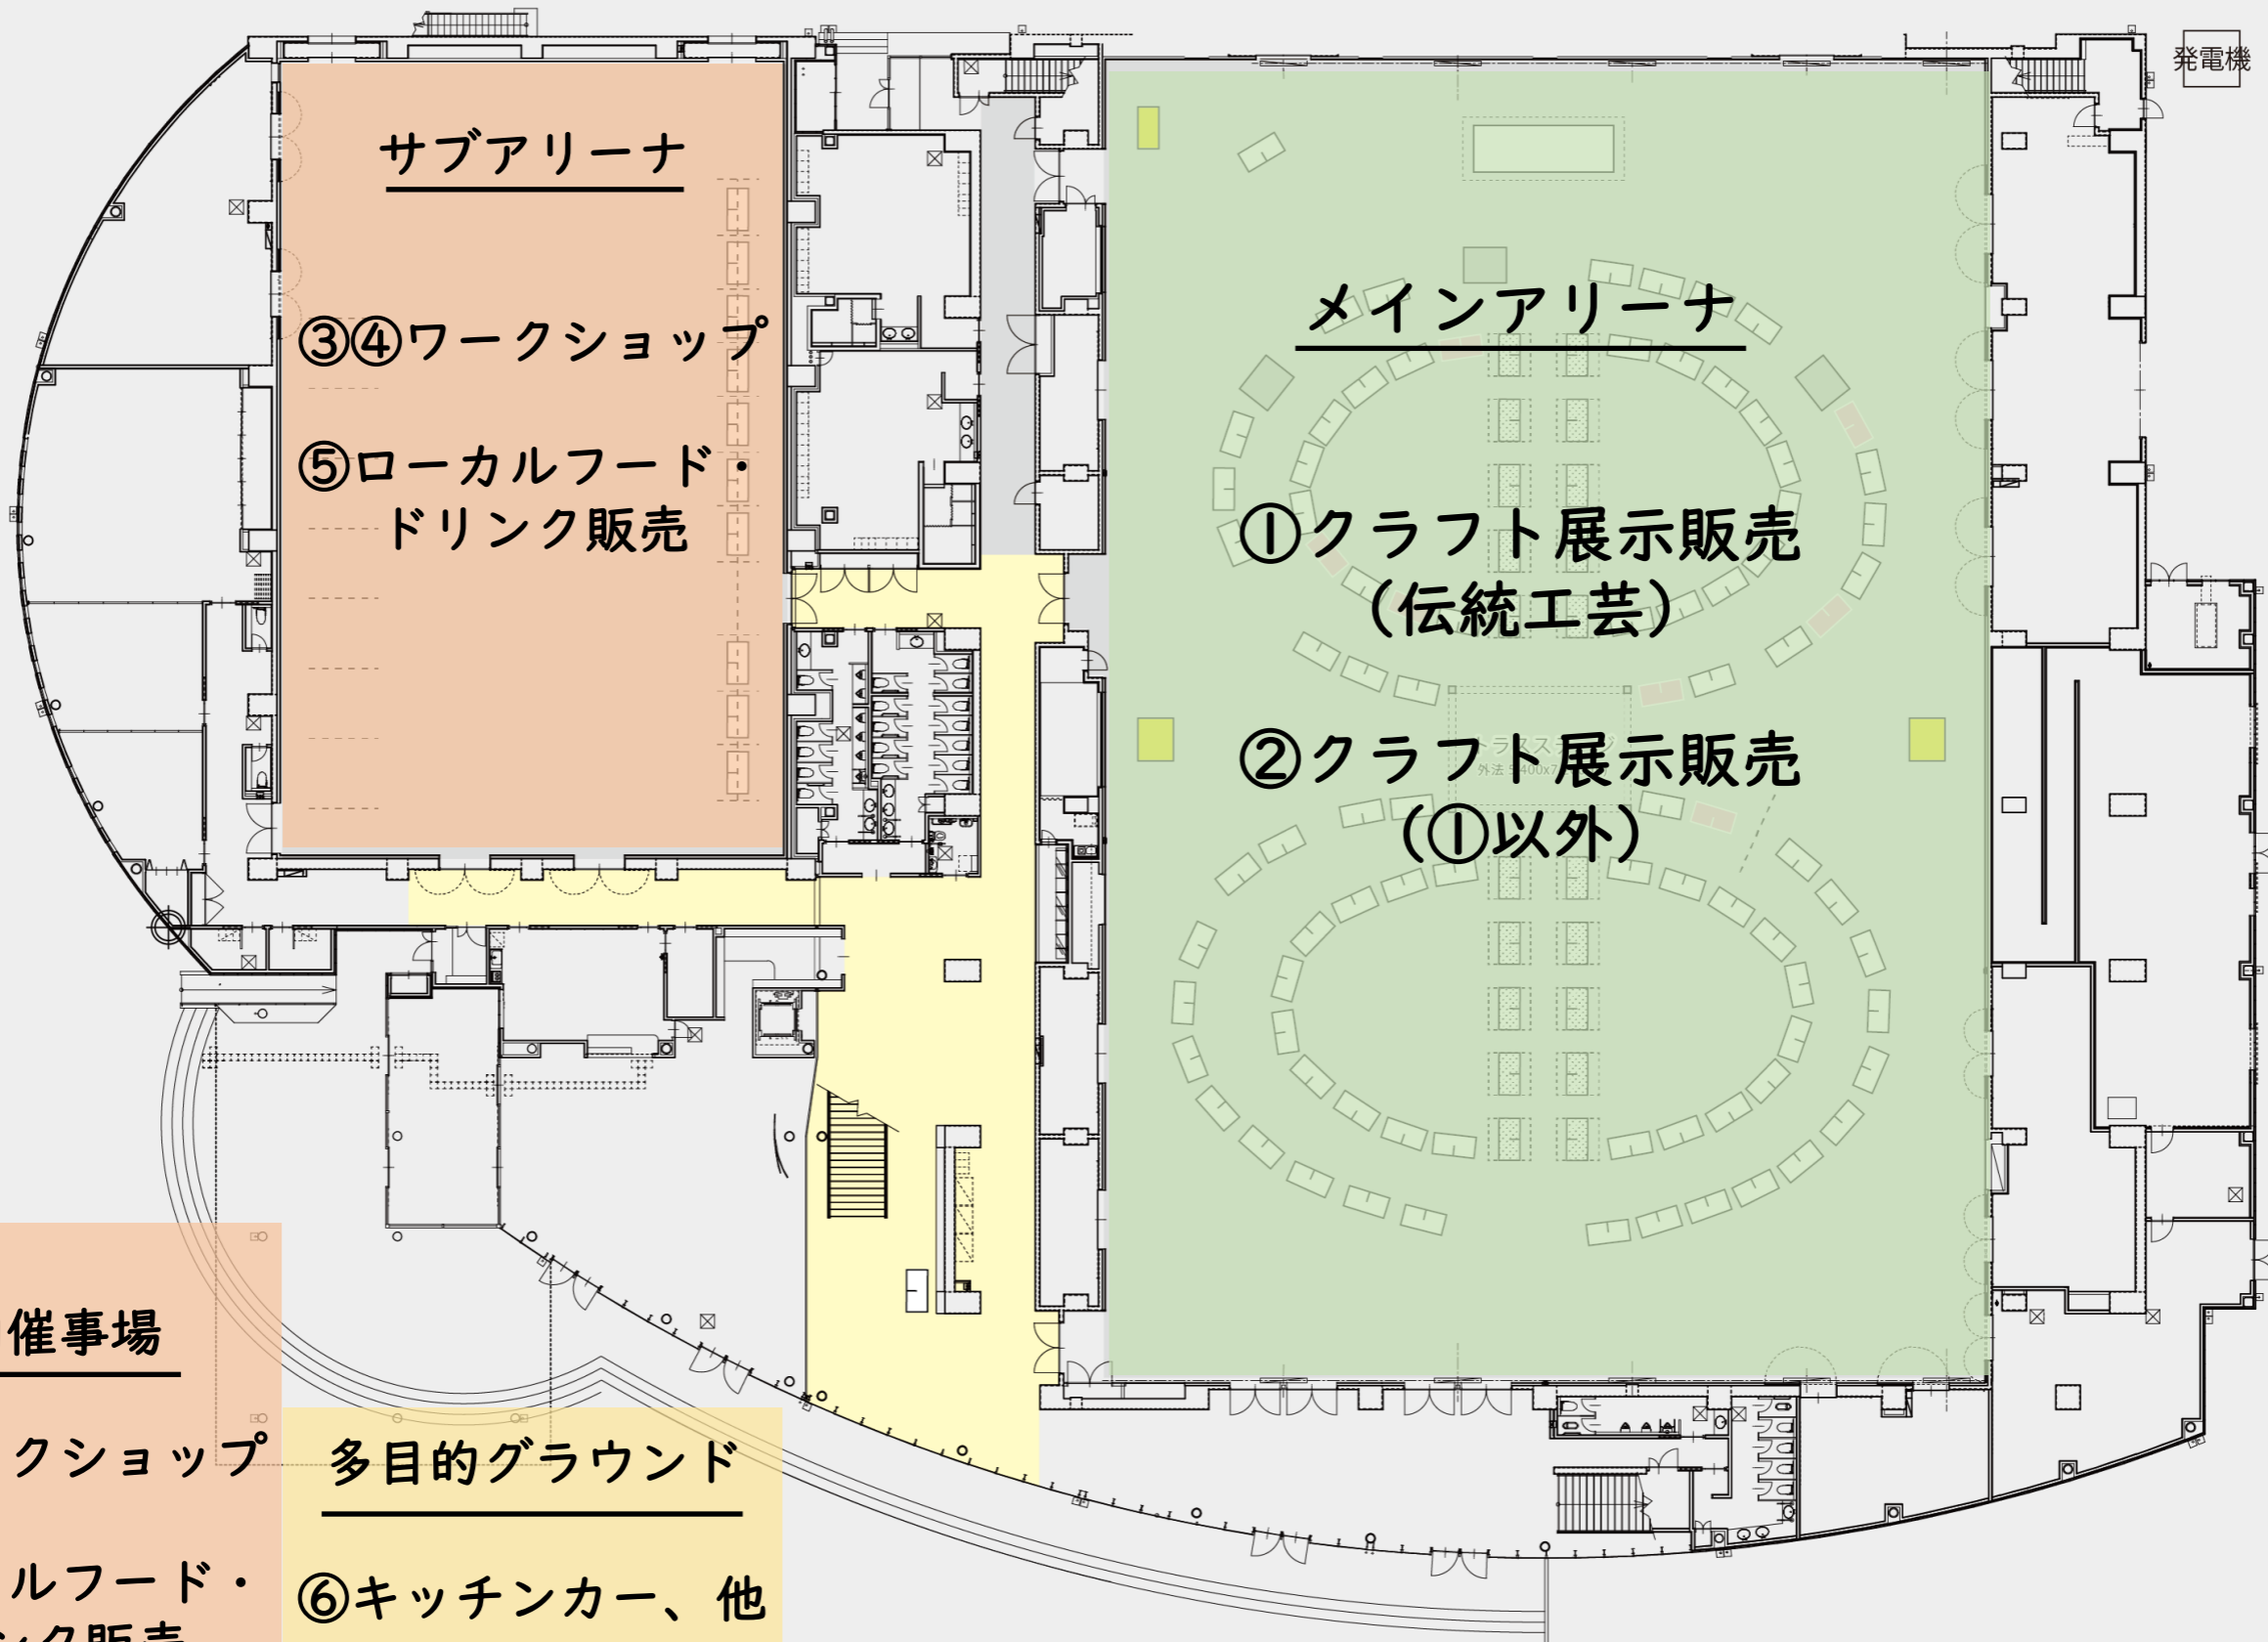 発電機
サブアリーナ
③④ワークショップ
⑤ローカルフード・
ドリンク販売
メインアリーナ
①クラフト展示販売
（伝統工芸）
②クラフト展示販売
（①以外）
催事場
クショップ
ルフード・
ンク販売
多目的グラウンド
⑥キッチンカー、他